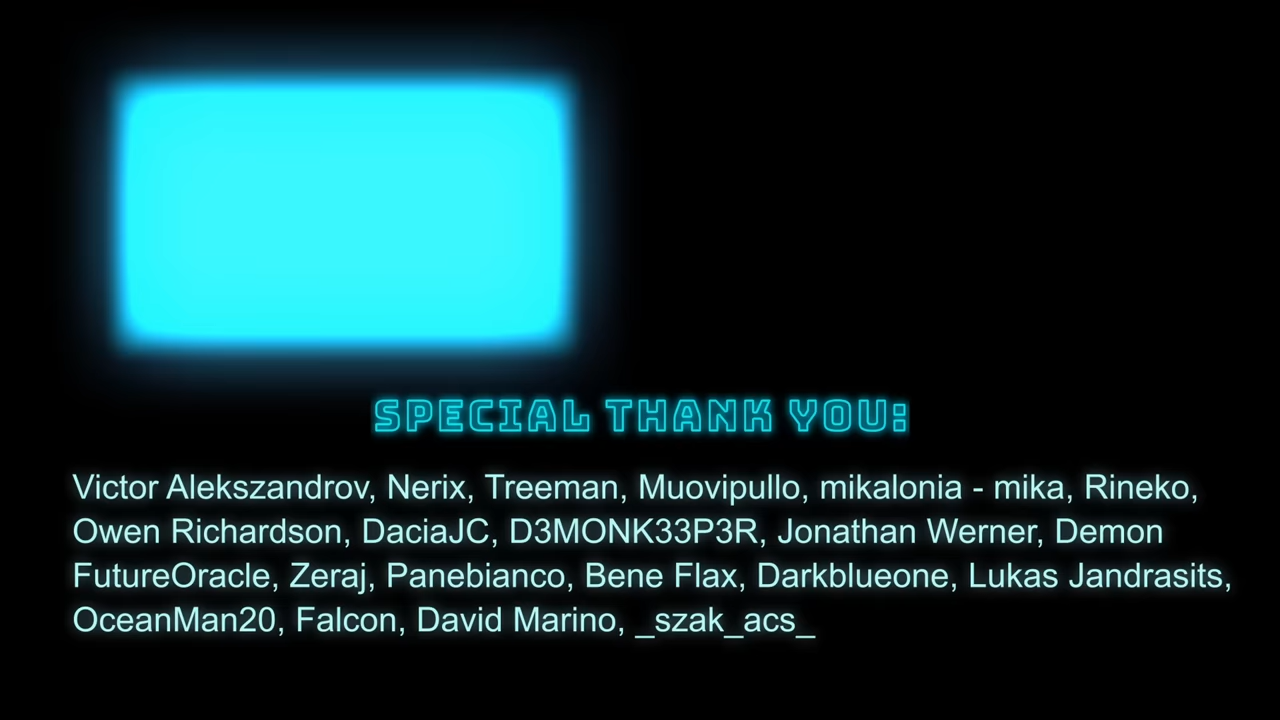 SPECIAL THANK YOU:
Victor Alekszandrov, Nerix, Treeman, Muovipullo, mikalonia - mika, Rineko,
Owen Richardson, DaciaJC, D3MONK33P3R, Jonathan Werner, Demon
FutureOracle, Zeraj, Panebianco, Bene Flax, Darkblueone, Lukas Jandrasits,
OceanMan20, Falcon, David Marino, _szak_acs_